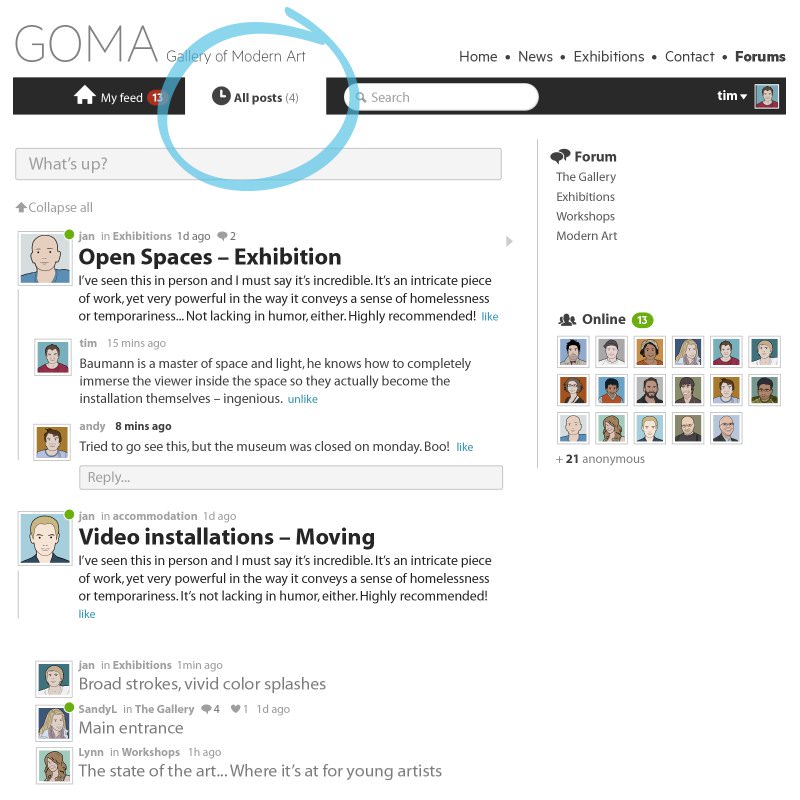 GOMA Gallery of Modern Art
Home • News • Exhibitions • Contact • Forums
My feed 13 All posts (4) Search tim
What's up?
Collapse all
jan in Exhibitions 1d ago 2
Open Spaces – Exhibition
I've seen this in person and I must say it's incredible. It's an intricate piece
of work, yet very powerful in the way it conveys a sense of homelessness
or temporariness... Not lacking in humor, either. Highly recommended! like
tim 15 mins ago
Baumann is a master of space and light, he knows how to completely
immerse the viewer inside the space so they actually become the
installation themselves – ingenious. unlike
andy 8 mins ago
Tried to go see this, but the museum was closed on monday. Boo! like
Reply...
jan in accommodation 1d ago
Video installations – Moving
I've seen this in person and I must say it's incredible. It's an intricate piece
of work, yet very powerful in the way it conveys a sense of homelessness
or temporariness. It's not lacking in humor, either. Highly recommended!
like
jan in Exhibitions 1min ago
Broad strokes, vivid color splashes
SandyL in The Gallery 4 1 1d ago
Main entrance
Lynn in Workshops 1h ago
The state of the art... Where it's at for young artists
Forum
The Gallery
Exhibitions
Workshops
Modern Art
Online 13
+ 21 anonymous